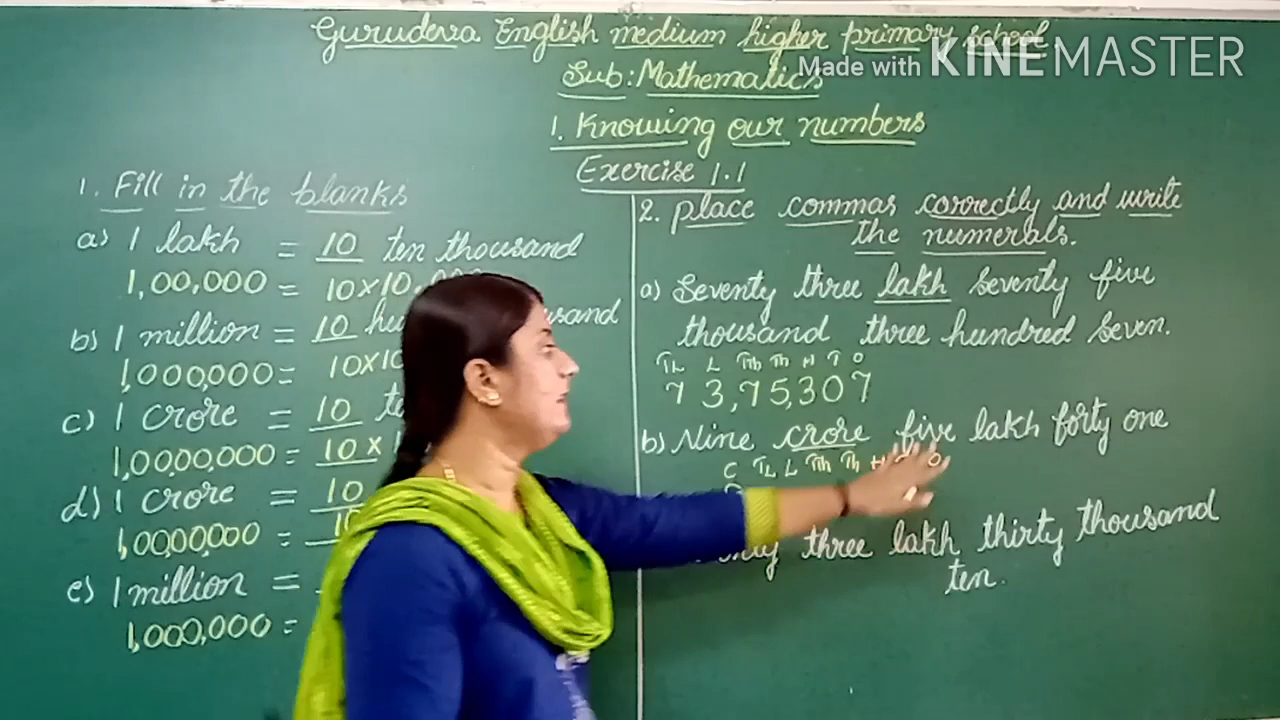 Gurudeva English medium higher primary school
Made with KINEMASTER
Sub: Mathematics
1. Knowing our numbers
Exercise 1.1
1. Fill in the blanks
a) 1 lakh = 10 ten thousand
1,00,000 = 10×10,000
b) 1 million = 10
1,000,000 = 10×10
c) 1 crore = 10
1,00,00,000 = 10 ×
d) 1 crore = 10
1,00,00,000 =
e) 1 million =
1,000,000 =
2. place commas correctly and write
the numerals.
a) Seventy three lakh seventy five
thousand three hundred seven.
TL L Tth Th H T O
73,75,307
b) Nine crore five lakh forty one
C TL L Tth Th H O
three lakh thirty thousand
ten.